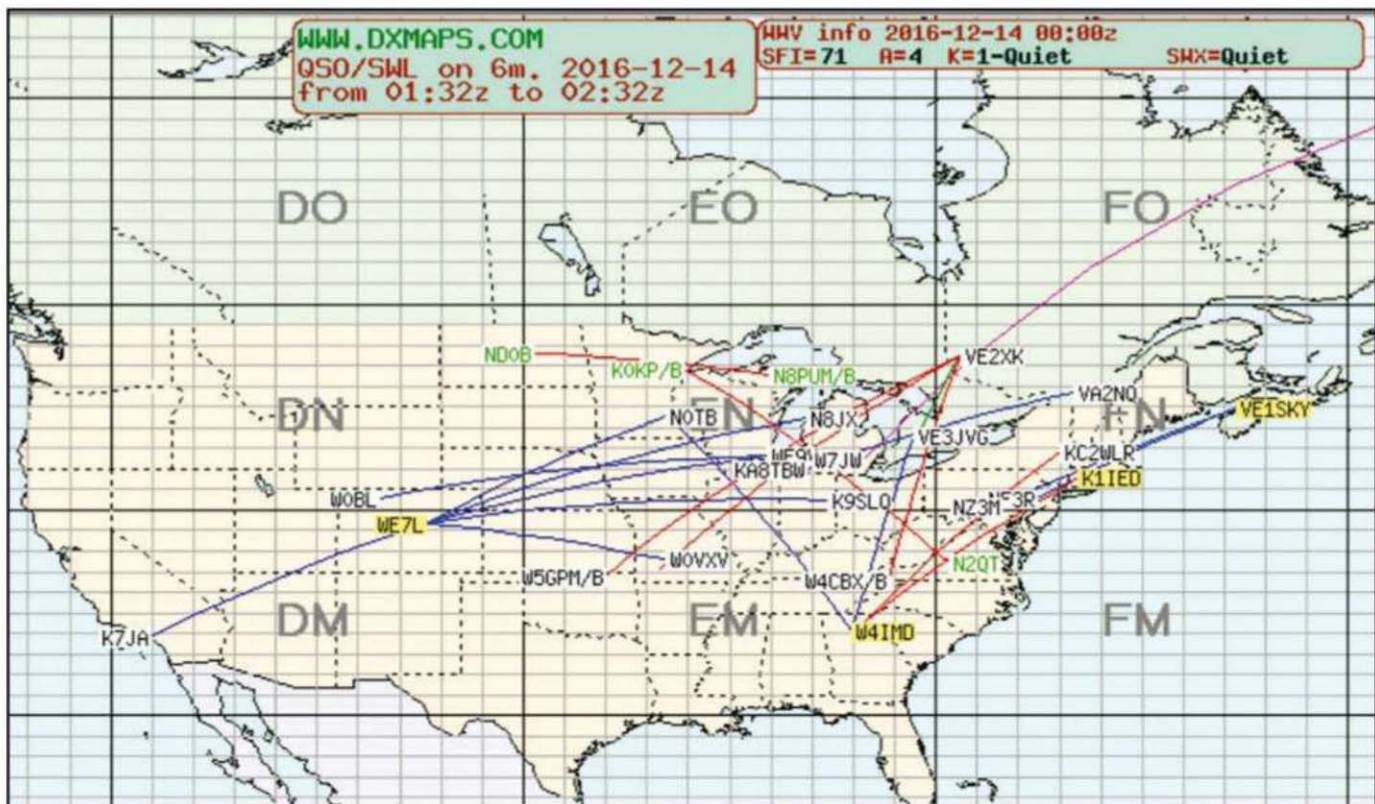 WWW.DXMAPS.COM
QSO/SWL on 6m. 2016-12-14
from 01:32z to 02:32z
WWV info 2016-12-14 00:00z
SFI=71 A=4 K=1-Quiet SWX=Quiet
DO
EO
FO
ND0B
K0KP/B
N8PUM/B
VE2XK
DN
N0TB
EN
N8JX
VA2NQ
FN
VE1SKY
VE3JVG
KC2WLR
KA8TBW
W7JW
K1IED
W0BL
K9SLQ
NZ3M
WE7L
W5GPM/B
W0VXV
W4CBX/B
N2QT
K7JA
DM
EM
W4IMD
FM